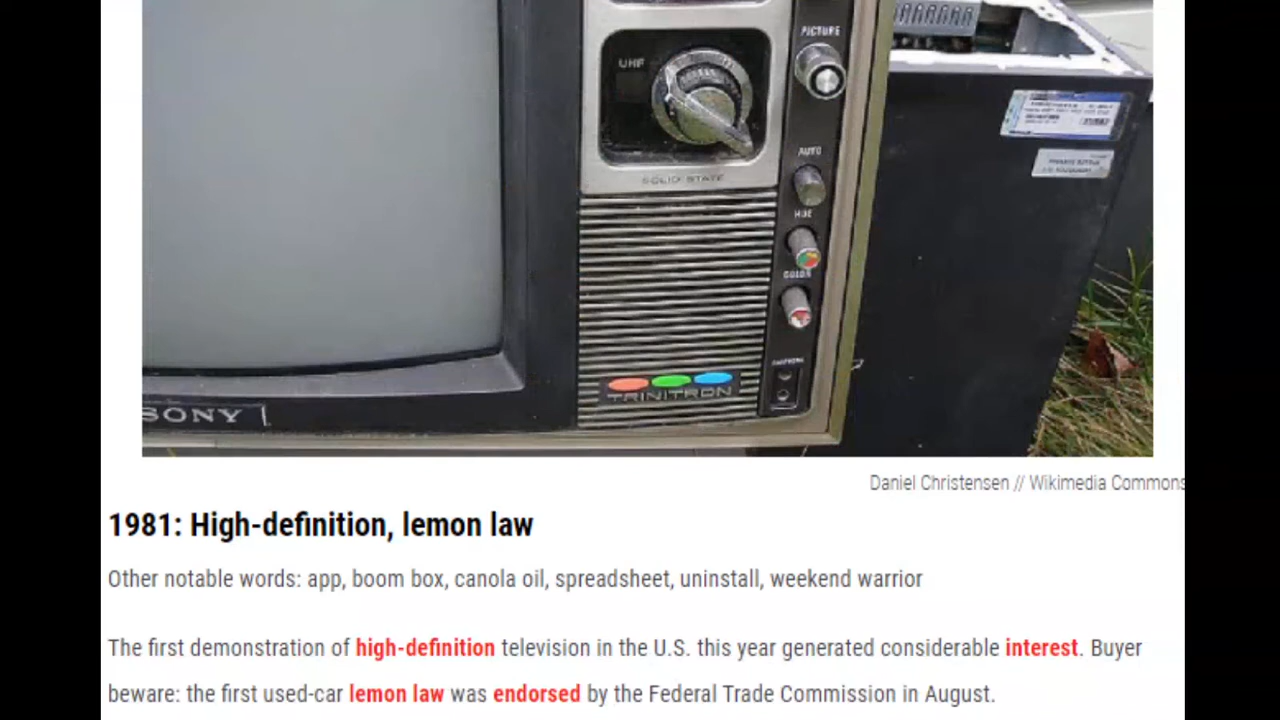 UHF
PICTURE
AUTO
SOLID STATE
HUE
COLOR
TRINITRON
SONY
Daniel Christensen // Wikimedia Commons
1981: High-definition, lemon law
Other notable words: app, boom box, canola oil, spreadsheet, uninstall, weekend warrior
The first demonstration of high-definition television in the U.S. this year generated considerable interest. Buyer
beware: the first used-car lemon law was endorsed by the Federal Trade Commission in August.